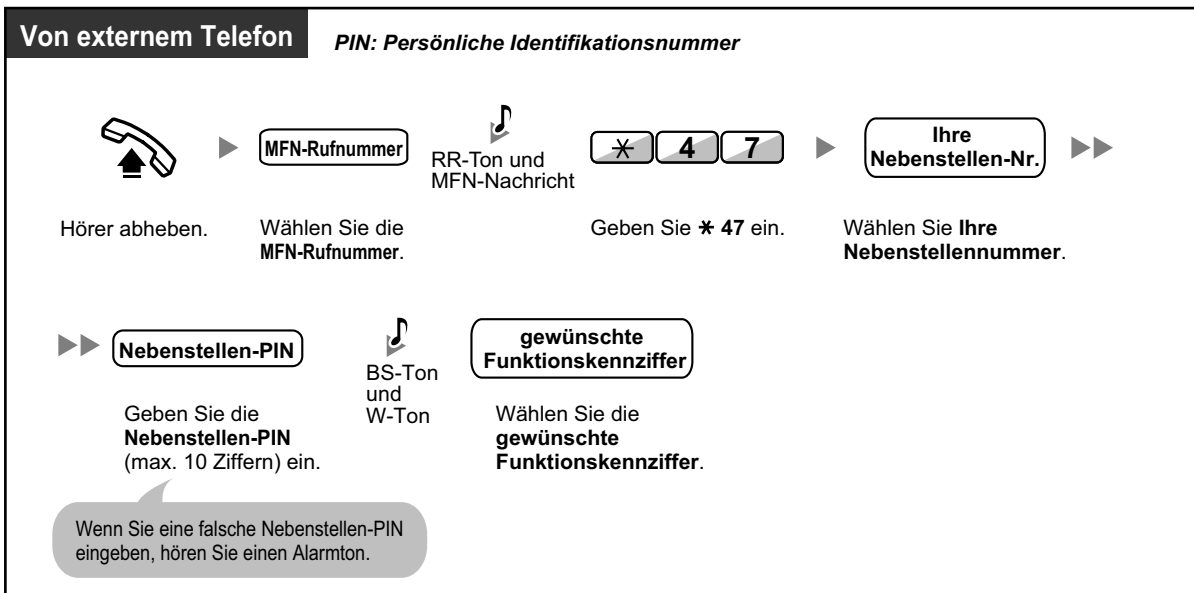 Von externem Telefon
PIN: Persönliche Identifikationsnummer
MFN-Rufnummer
RR-Ton und
MFN-Nachricht
* 4 7
Ihre
Nebenstellen-Nr.
Hörer abheben.
Wählen Sie die
MFN-Rufnummer.
Geben Sie * 47 ein.
Wählen Sie Ihre
Nebenstellennummer.
Nebenstellen-PIN
BS-Ton
und
W-Ton
gewünschte
Funktionskennziffer
Geben Sie die
Nebenstellen-PIN
(max. 10 Ziffern) ein.
Wählen Sie die
gewünschte
Funktionskennziffer.
Wenn Sie eine falsche Nebenstellen-PIN
eingeben, hören Sie einen Alarmton.